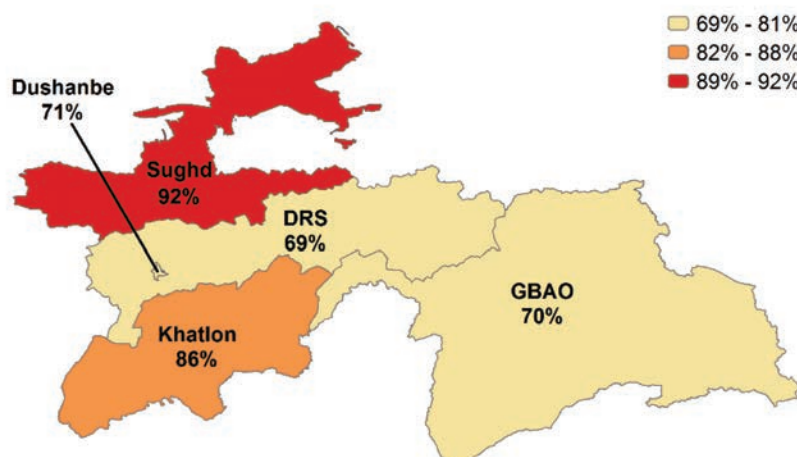 69% - 81%
82% - 88%
89% - 92%
Dushanbe
71%
Sughd
92%
DRS
69%
GBAO
70%
Khatlon
86%